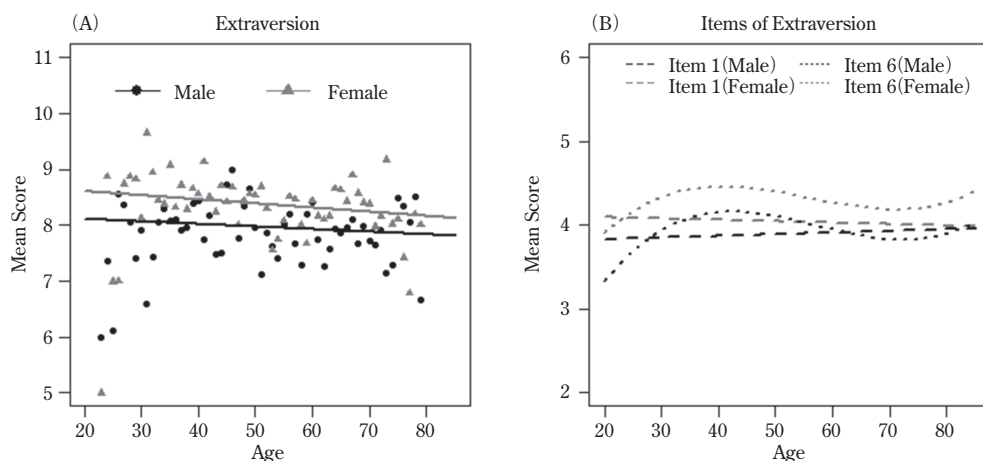 (A) Extraversion
Male Female
11
10
9
8
7
6
5
Mean Score
20 30 40 50 60 70 80
Age
(B) Items of Extraversion
Item 1(Male) Item 6(Male)
Item 1(Female) Item 6(Female)
6
5
4
3
2
Mean Score
20 30 40 50 60 70 80
Age